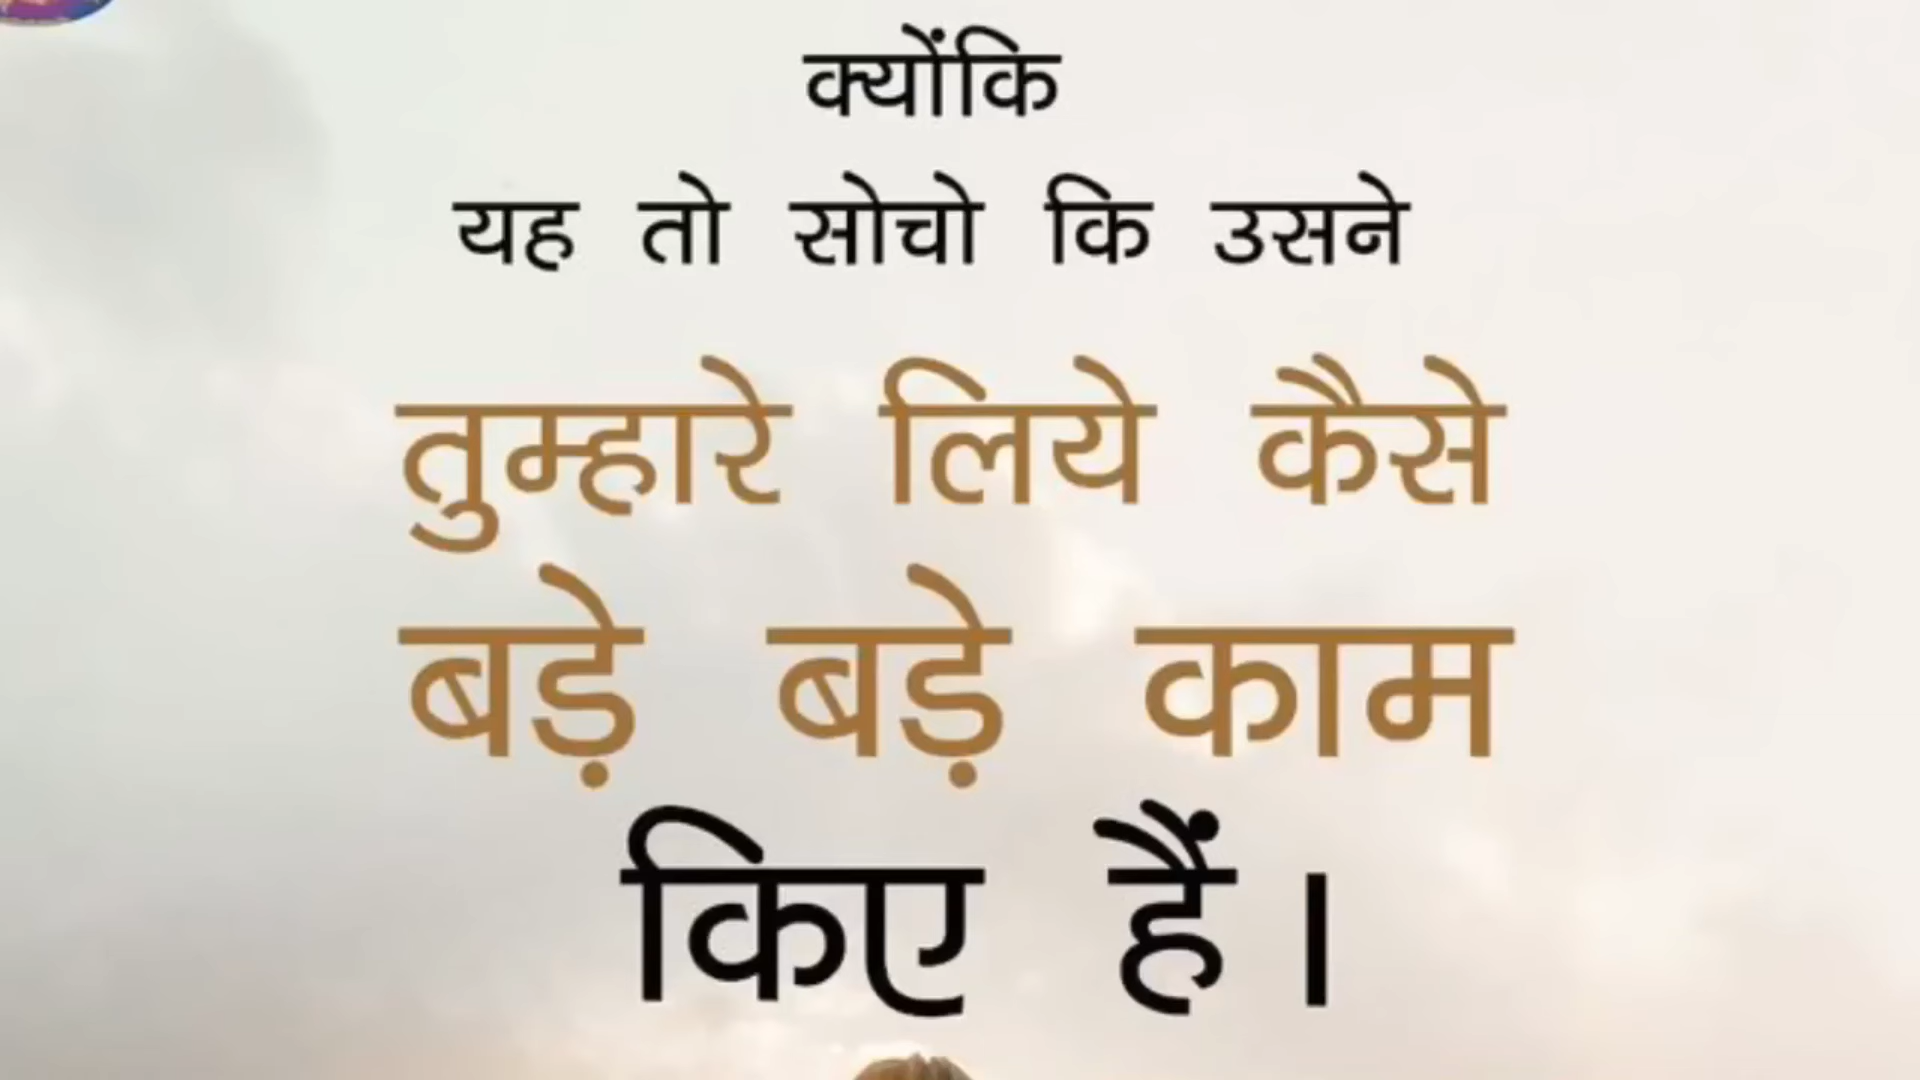 क्योंकि
यह तो सोचो कि उसने
तुम्हारे लिये कैसे
बड़े बड़े काम
किए हैं।